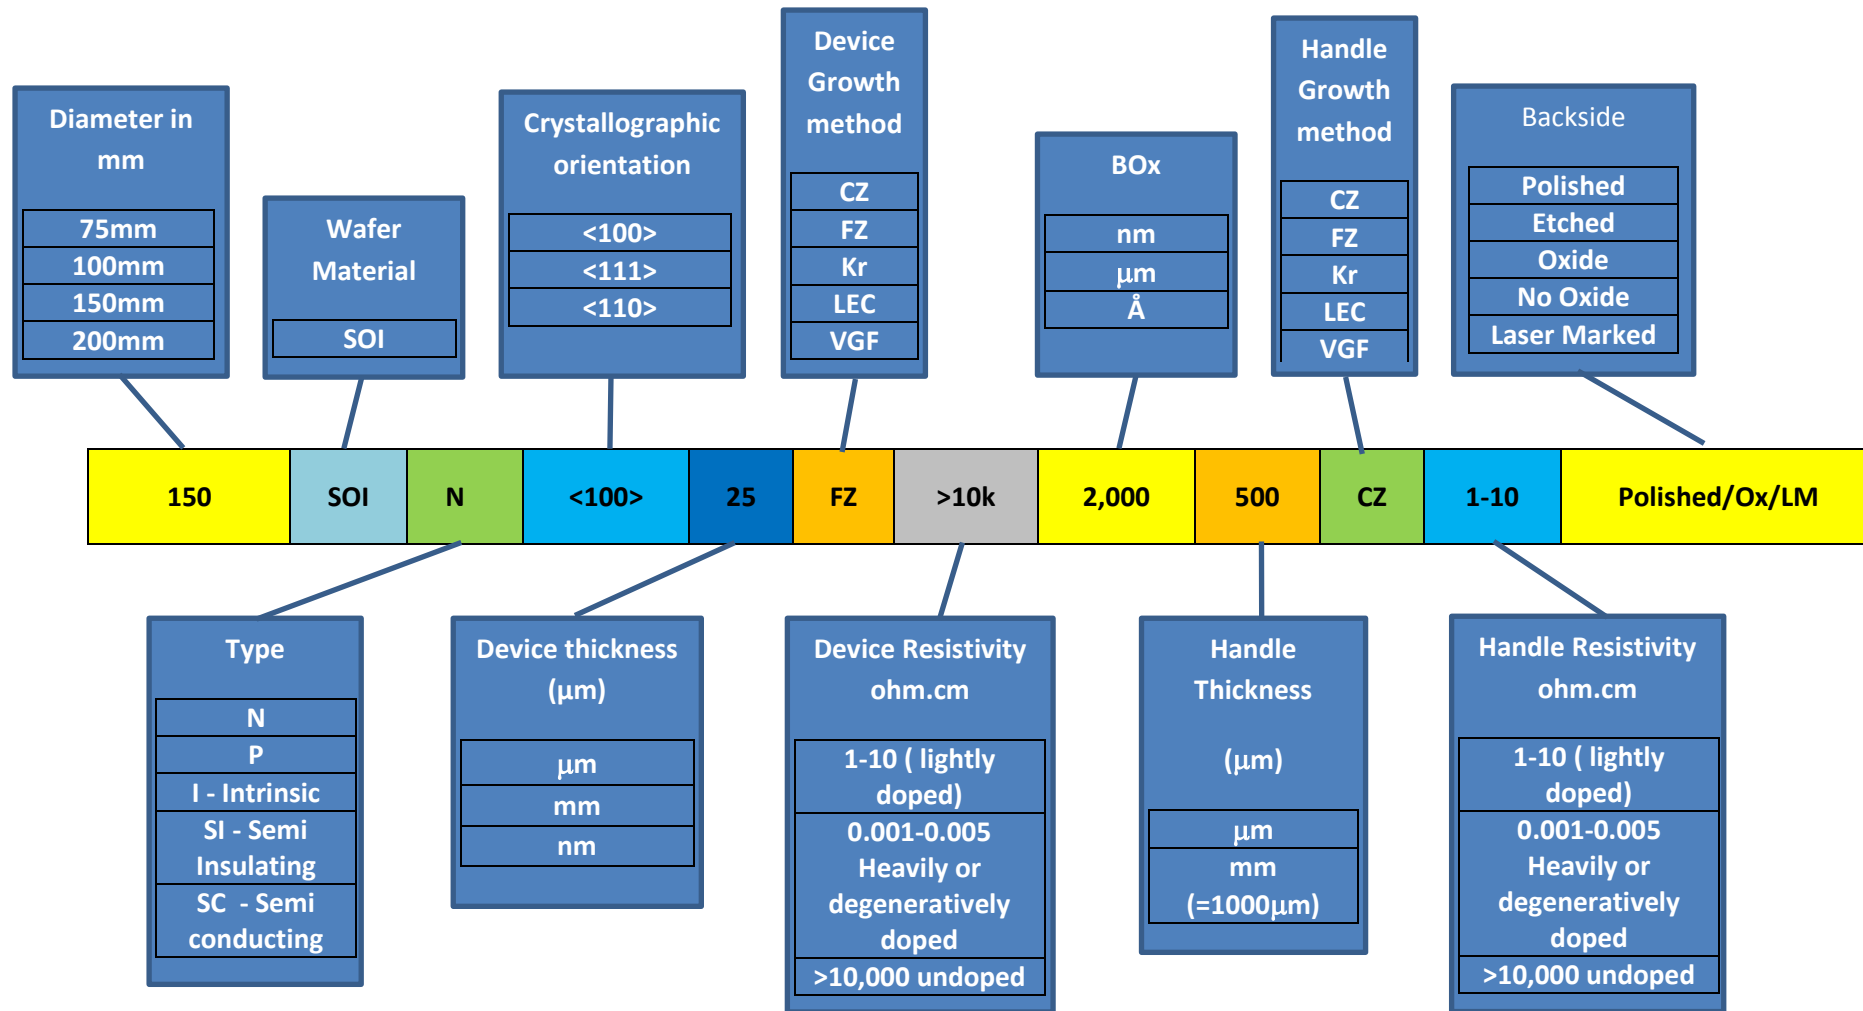 Diameter in
mm
75mm
100mm
150mm
200mm
Wafer
Material
SOI
Crystallographic
orientation
<100>
<111>
<110>
Device
Growth
method
CZ
FZ
Kr
LEC
VGF
BOx
nm
μm
Å
Handle
Growth
method
CZ
FZ
Kr
LEC
VGF
Backside
Polished
Etched
Oxide
No Oxide
Laser Marked
150
SOI
N
<100>
25
FZ
>10k
2,000
500
CZ
1-10
Polished/Ox/LM
Type
N
P
I - Intrinsic
SI - Semi
Insulating
SC - Semi
conducting
Device thickness
(μm)
μm
mm
nm
Device Resistivity
ohm.cm
1-10 ( lightly
doped)
0.001-0.005
Heavily or
degeneratively
doped
>10,000 undoped
Handle
Thickness
(μm)
μm
mm
(=1000μm)
Handle Resistivity
ohm.cm
1-10 ( lightly
doped)
0.001-0.005
Heavily or
degeneratively
doped
>10,000 undoped